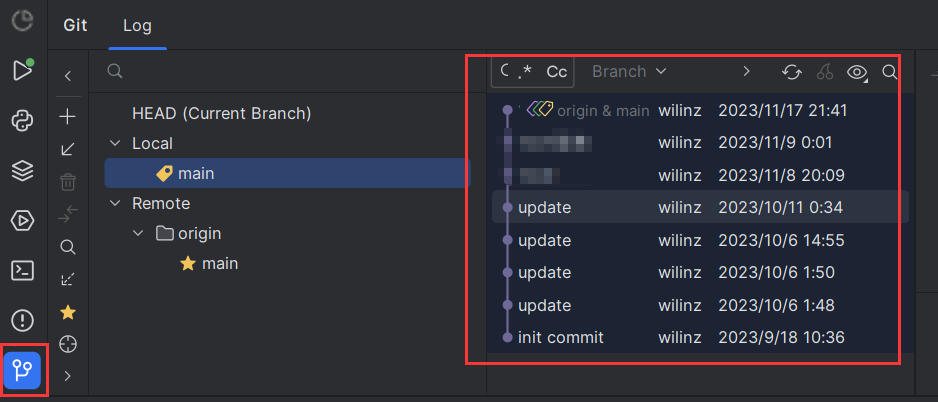 Git Log
.* Cc Branch
HEAD (Current Branch)
Local
main
Remote
origin
main
origin & main wilinz 2023/11/17 21:41
wilinz 2023/11/9 0:01
wilinz 2023/11/8 20:09
update wilinz 2023/10/11 0:34
update wilinz 2023/10/6 14:55
update wilinz 2023/10/6 1:50
update wilinz 2023/10/6 1:48
init commit wilinz 2023/9/18 10:36